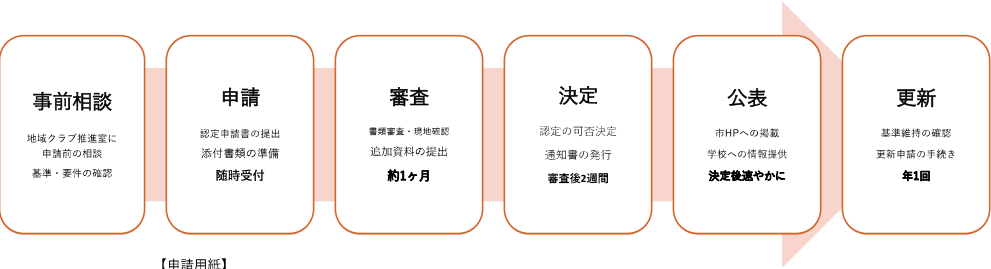 事前相談
地域クラブ推進室に
申請前の相談
基準・要件の確認
申請
認定申請書の提出
添付書類の準備
随時受付
審査
書類審査・現地確認
追加資料の提出
約1ヶ月
決定
認定の可否決定
通知書の発行
審査後2週間
公表
市HPへの掲載
学校への情報提供
決定後速やかに
更新
基準維持の確認
更新申請の手続き
年1回
【申請用紙】